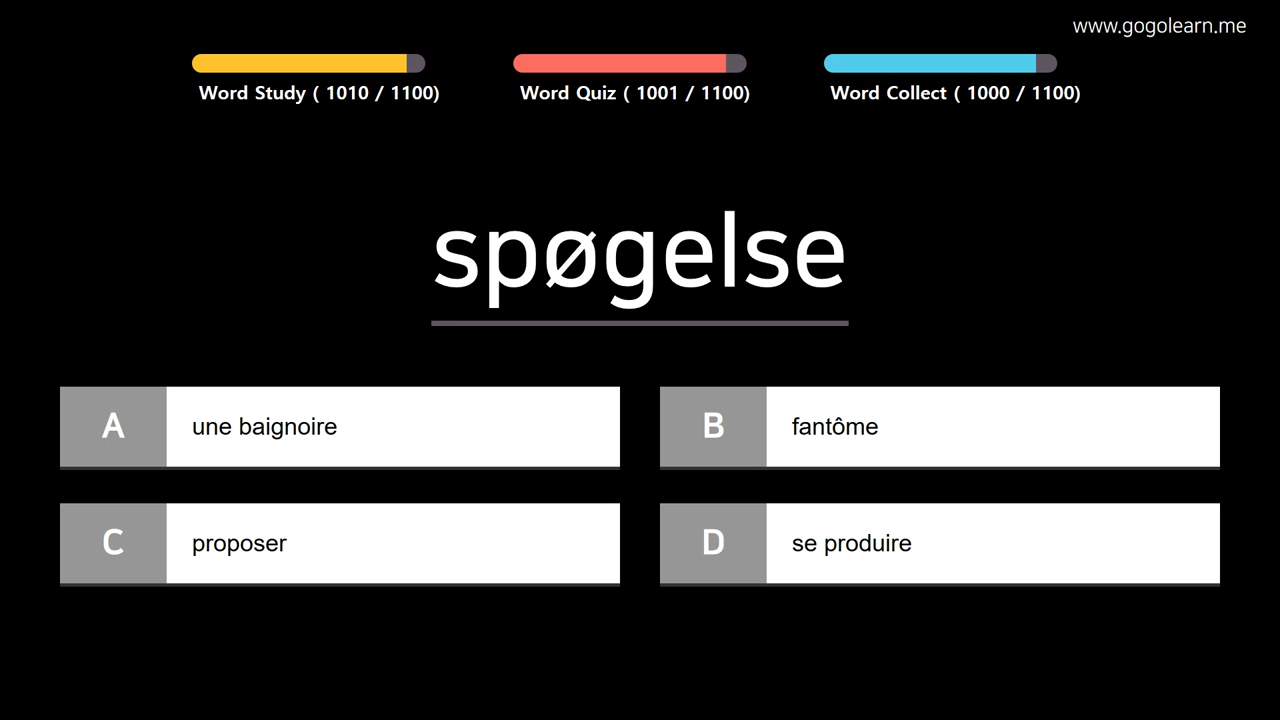 www.gogolearn.me
Word Study ( 1010 / 1100)
Word Quiz ( 1001 / 1100)
Word Collect ( 1000 / 1100)
spøgelse
A une baignoire
B fantôme
C proposer
D se produire